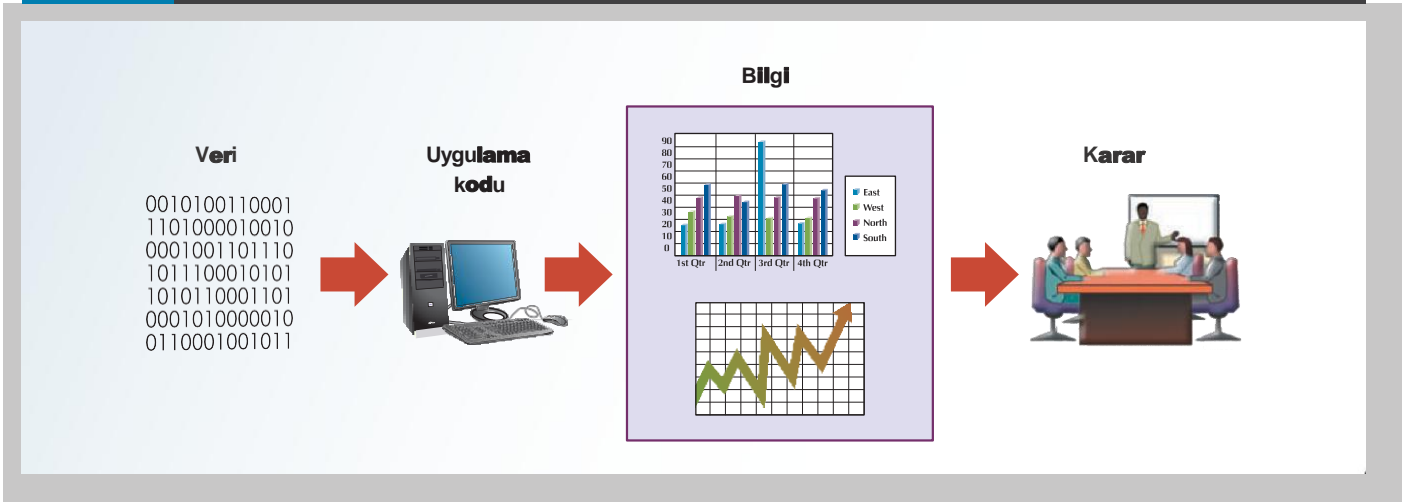 Veri
0010100110001
1101000010010
0001001101110
1011100010101
1010110001101
0001010000010
0110001001011
Uygulama
kodu
Bilgi
90
80
70
60
50
40
30
20
10
0
1st Qtr
2nd Qtr
3rd Qtr
4th Qtr
East
West
North
South
Karar